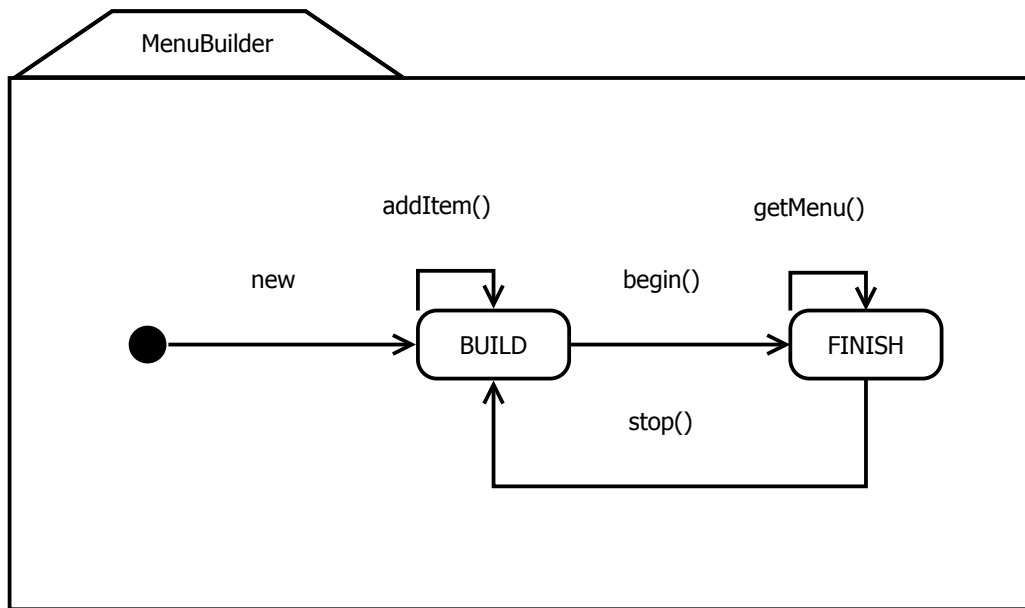 MenuBuilder
addItem()
getMenu()
new
begin()
BUILD
FINISH
stop()